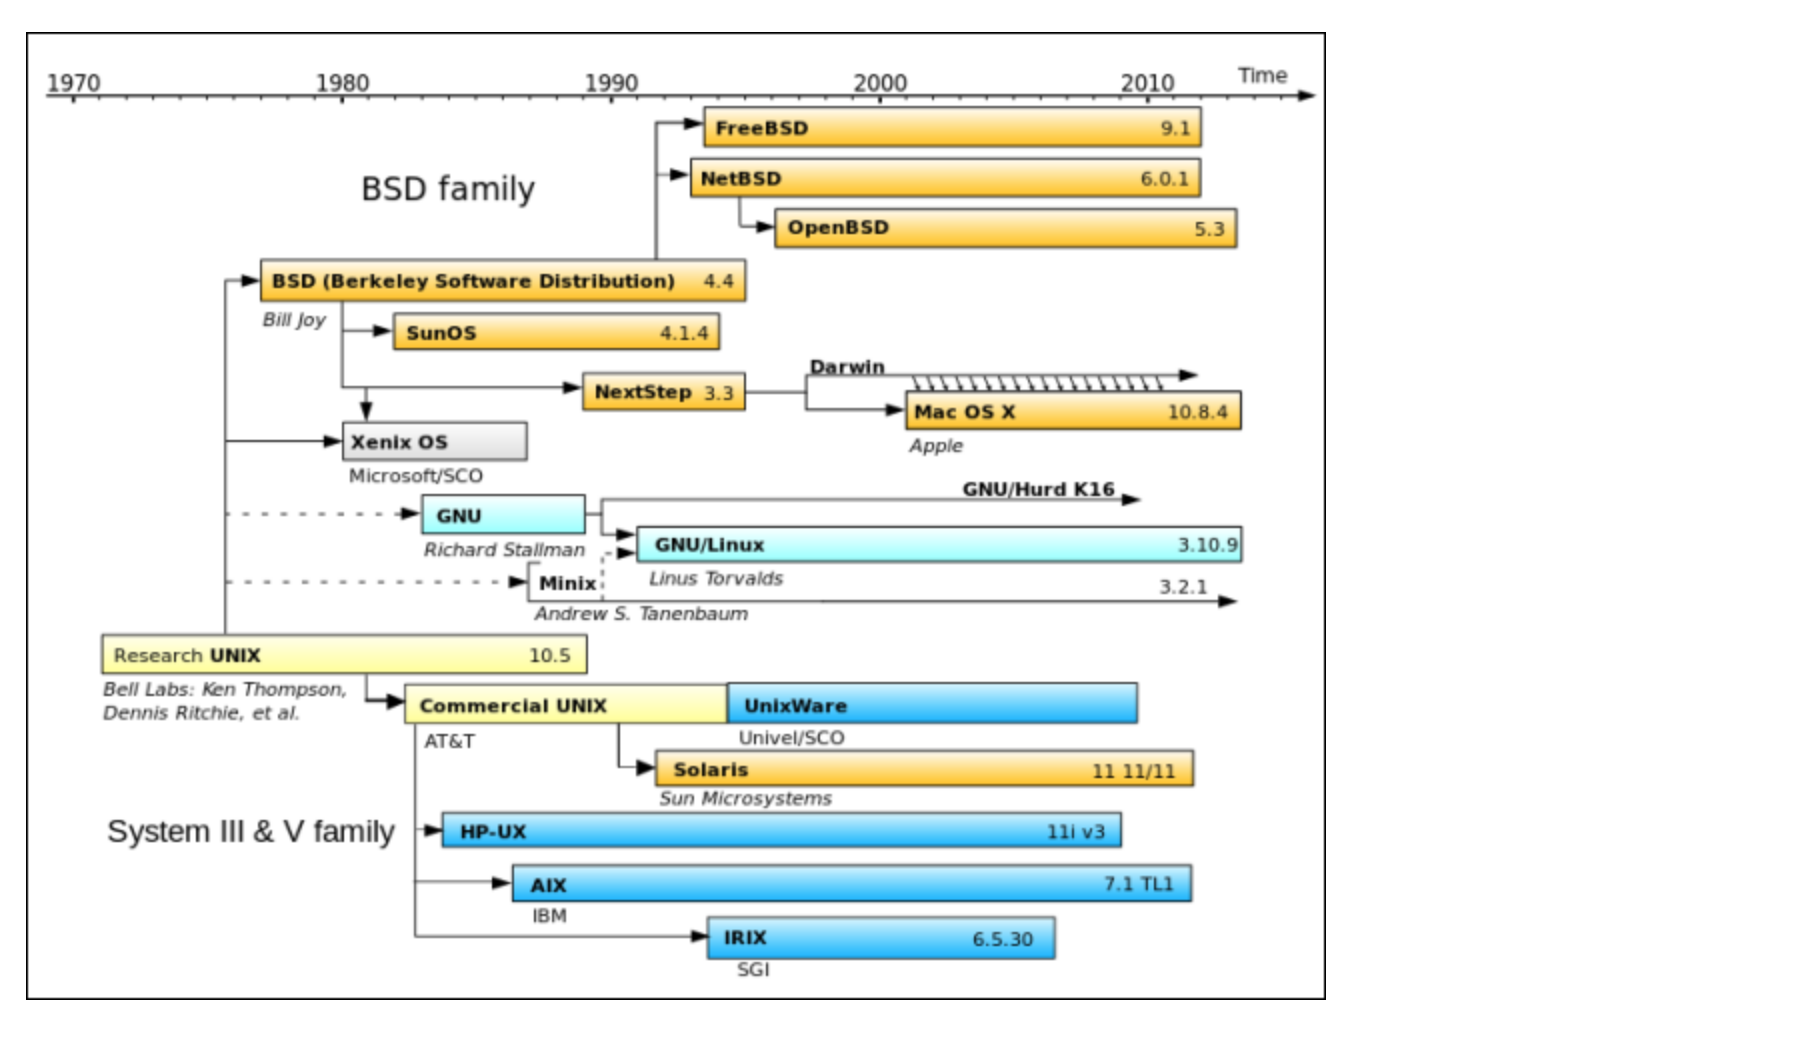 1970 1980 1990 2000 2010 Time
FreeBSD 9.1
BSD family
NetBSD 6.0.1
OpenBSD 5.3
BSD (Berkeley Software Distribution) 4.4
Bill Joy
SunOS 4.1.4
Darwin
NextStep 3.3
Mac OS X 10.8.4
Apple
Xenix OS
Microsoft/SCO
GNU/Hurd K16
GNU
Richard Stallman
GNU/Linux 3.10.9
Linus Torvalds
Minix 3.2.1
Andrew S. Tanenbaum
Research UNIX 10.5
Bell Labs: Ken Thompson,
Dennis Ritchie, et al.
Commercial UNIX
UnixWare
AT&T
Univel/SCO
Solaris 11 11/11
Sun Microsystems
System III & V family
HP-UX 11i v3
AIX 7.1 TL1
IBM
IRIX 6.5.30
SGI